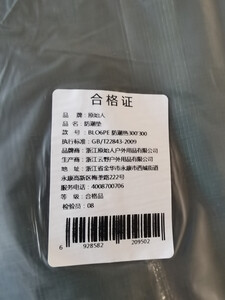 合格证
品 牌：原始人
品 名：防潮垫
款 号：BLO6PE 防潮热300*300
执行标准：GB/T22843-2009
品牌商：浙江原始人户外用品有限公司
生产商：浙江云野户外用品有限公司
地 址：浙江省金华市永康市西城街道
永康高新区梅垄路222号
服务电话：4008700706
等 级：合格品
检验员：08
6 928582 209502